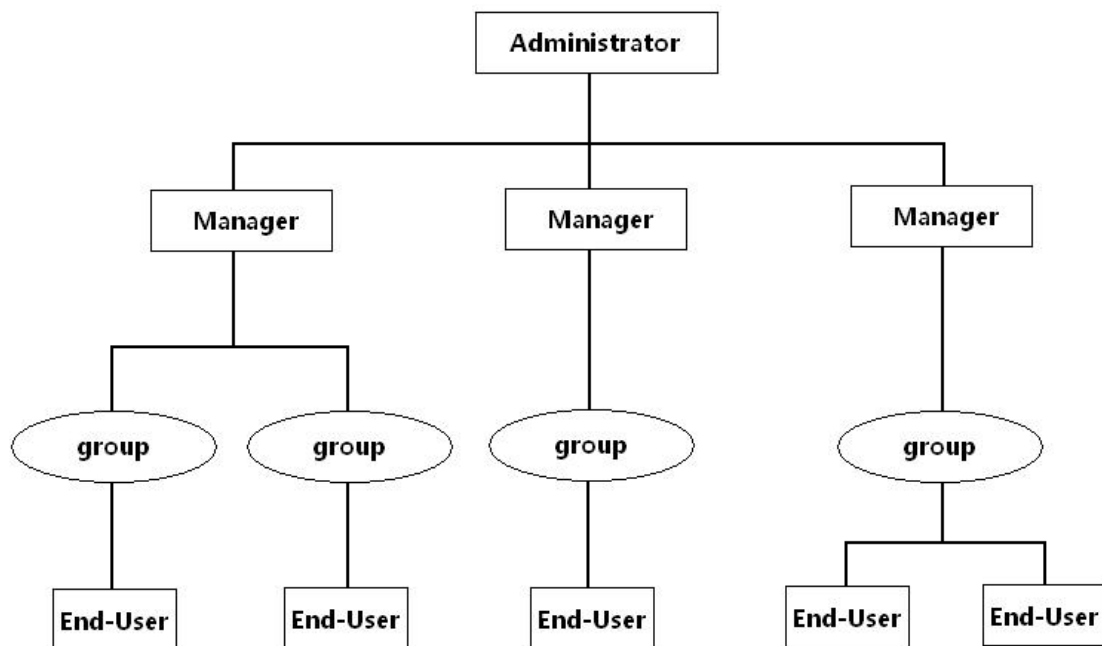 Administrator
Manager
Manager
Manager
group
group
group
group
End-User
End-User
End-User
End-User
End-User